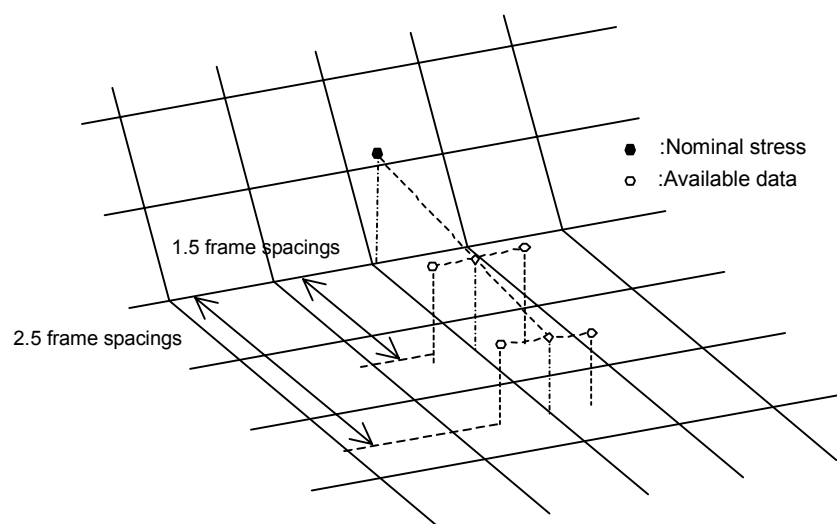 :Nominal stress
:Available data
1.5 frame spacings
2.5 frame spacings